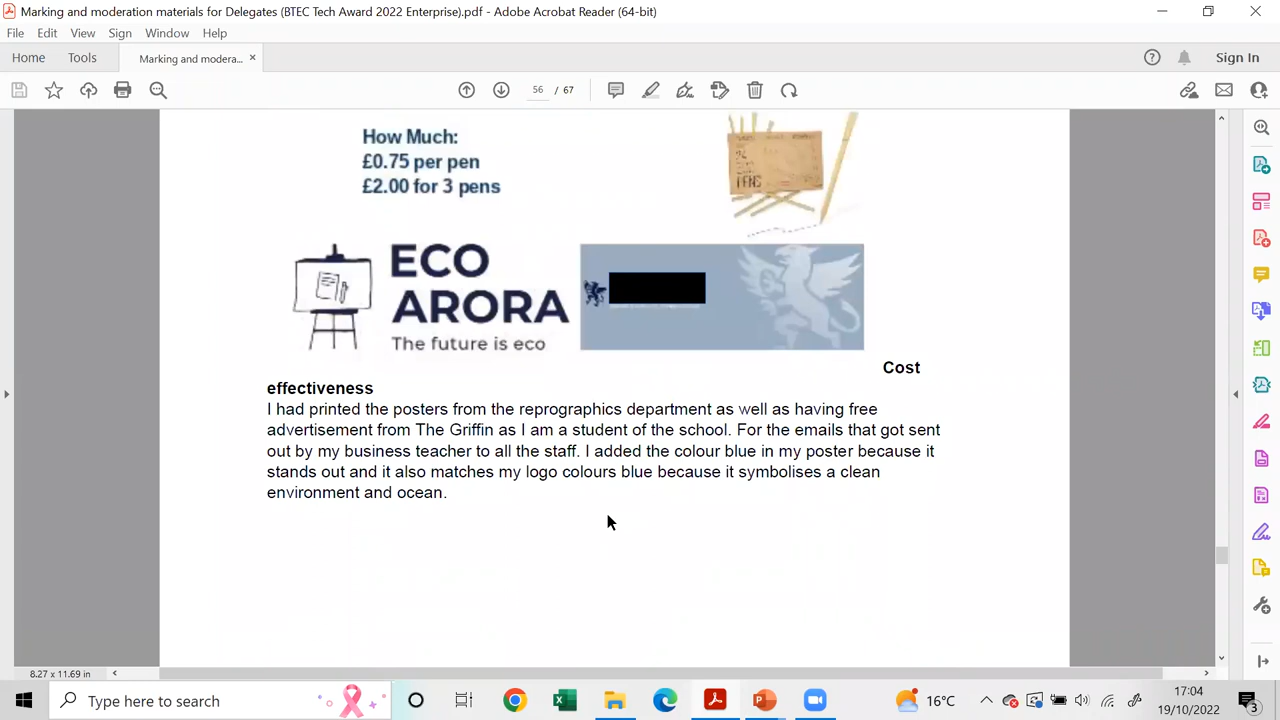 Marking and moderation materials for Delegates (BTEC Tech Award 2022 Enterprise).pdf - Adobe Acrobat Reader (64-bit)
File Edit View Sign Window Help
Home Tools Marking and modera... × Sign In
56 / 67
How Much:
£0.75 per pen
£2.00 for 3 pens
PENS
ECO
ARORA
The future is eco
Cost
effectiveness
I had printed the posters from the reprographics department as well as having free
advertisement from The Griffin as I am a student of the school. For the emails that got sent
out by my business teacher to all the staff. I added the colour blue in my poster because it
stands out and it also matches my logo colours blue because it symbolises a clean
environment and ocean.
8.27 x 11.69 in
Type here to search
16°C
17:04
19/10/2022
3